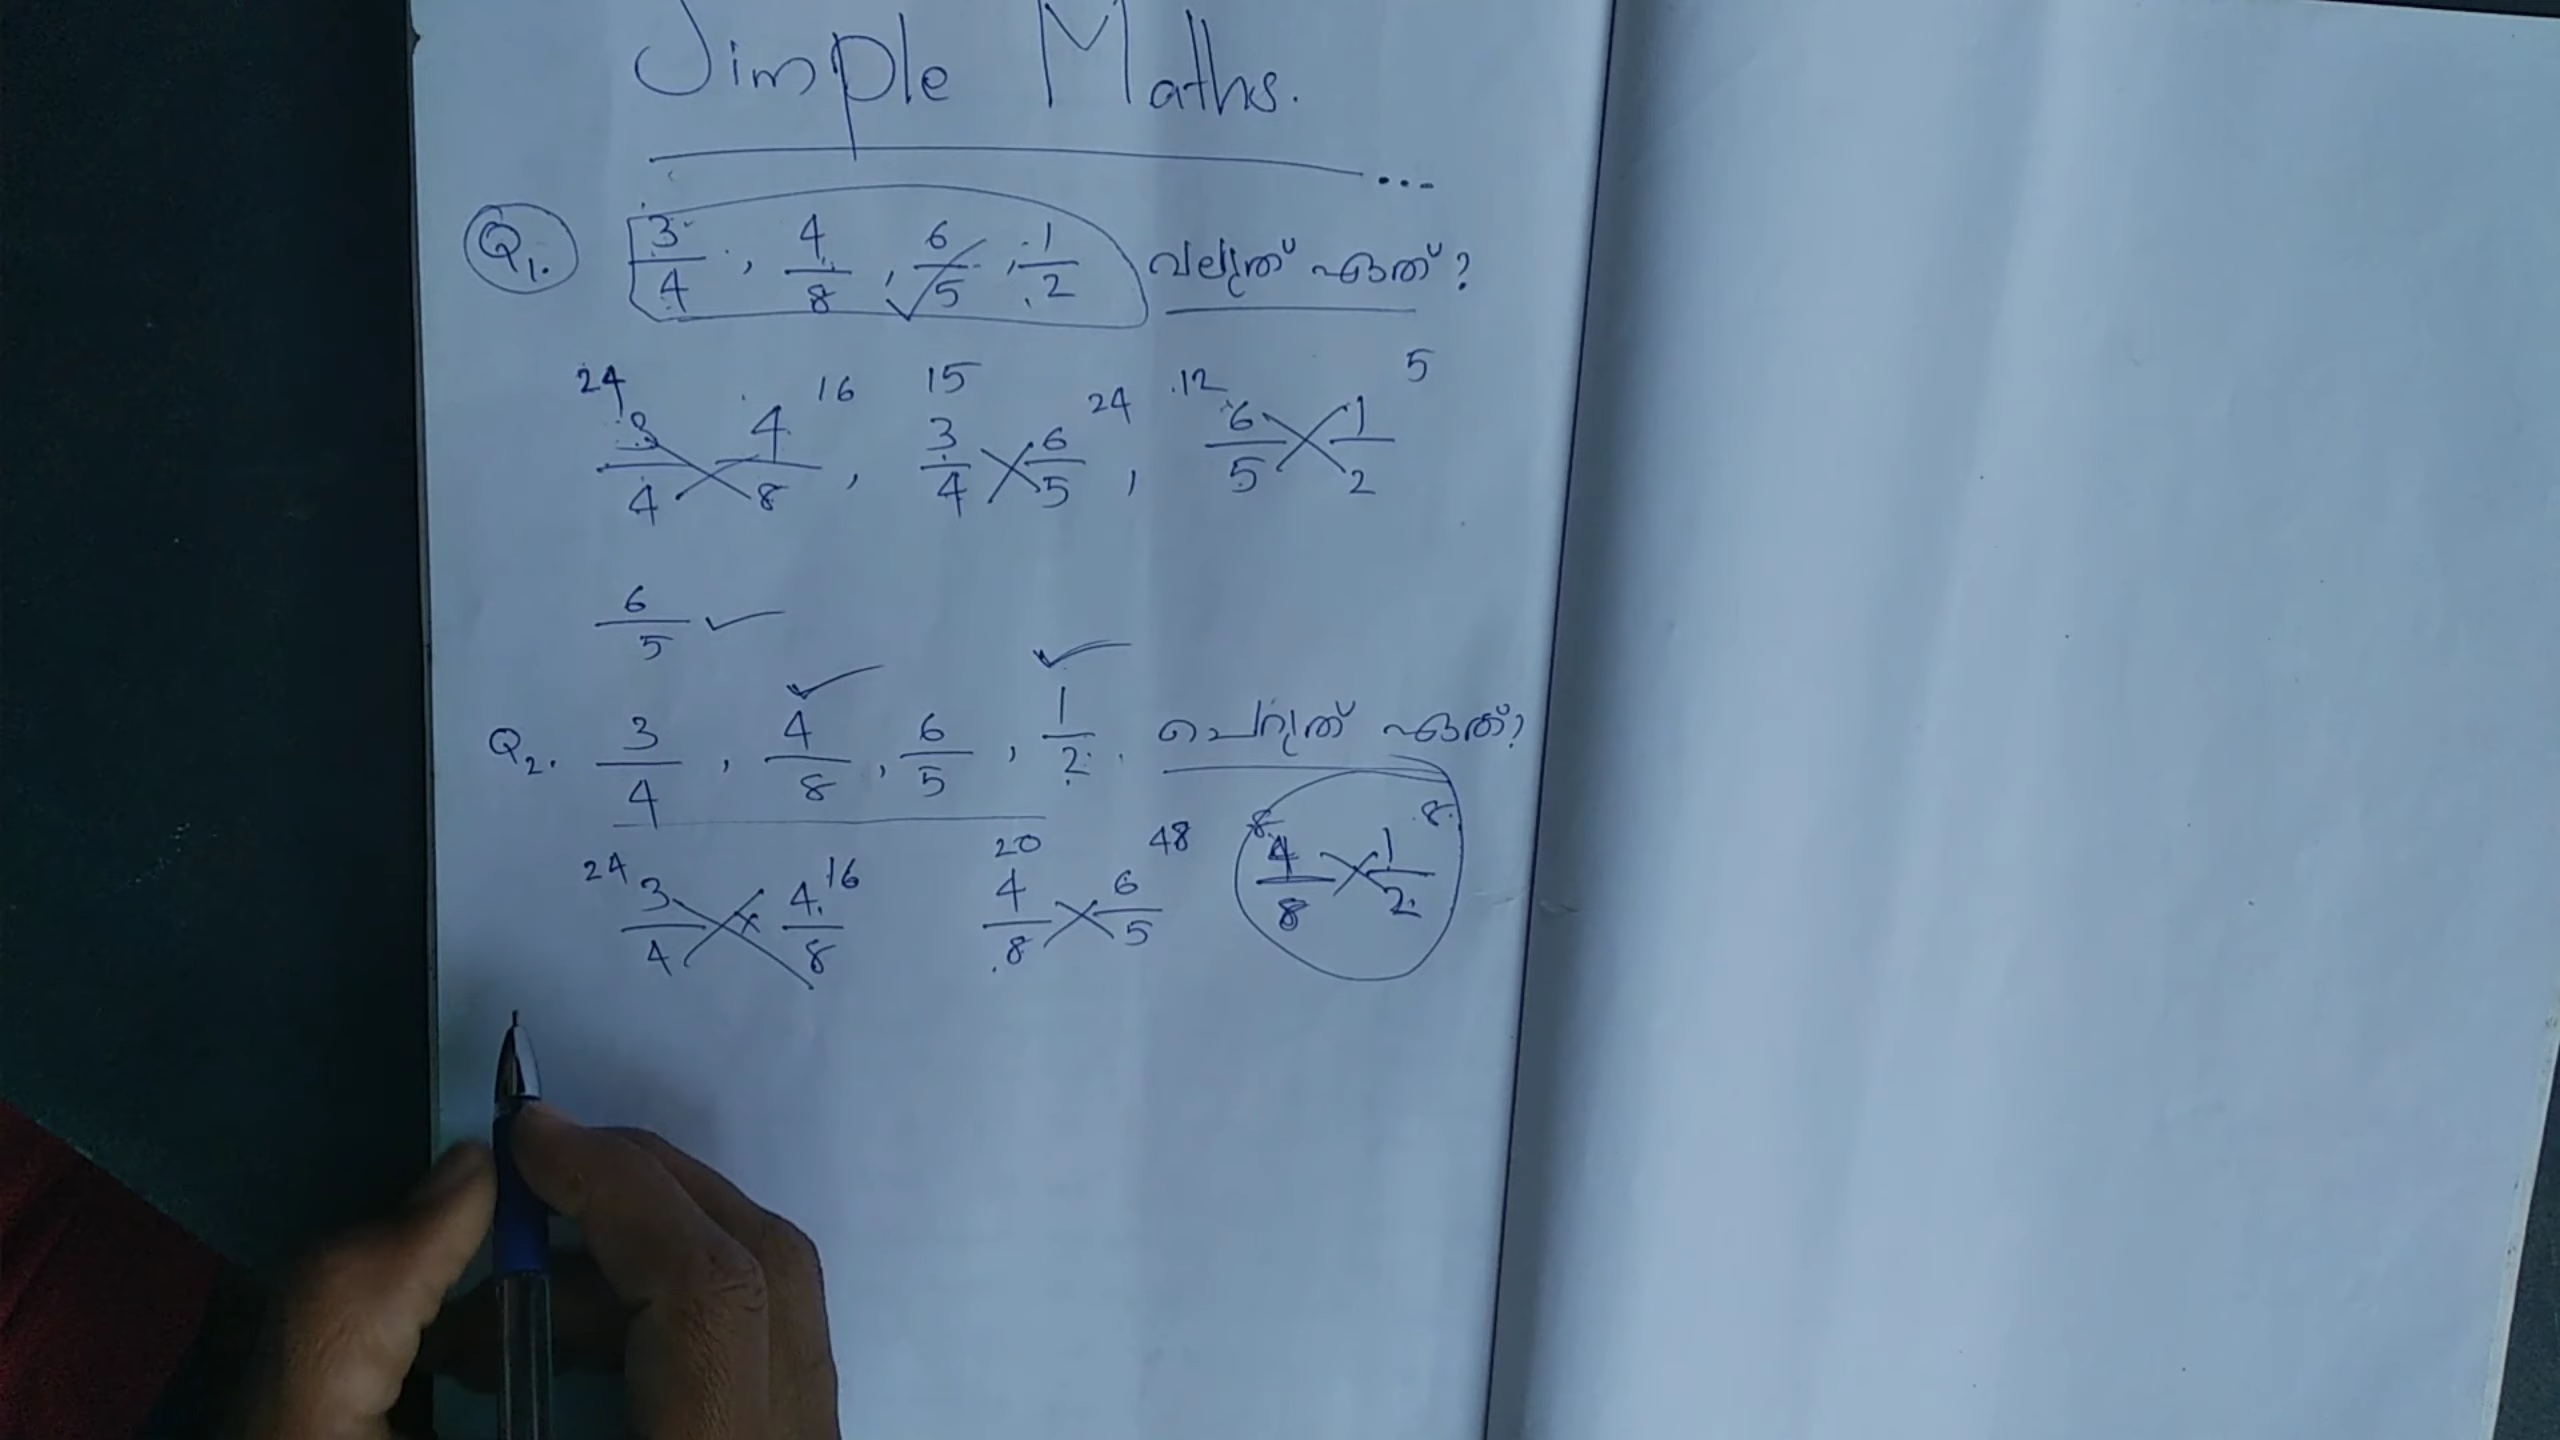 Simple Maths.
Q1. 3/4, 4/8, 6/5, 1/2 വലുത് ഏത്?
24 3/4 4/8 16, 15 3/4 6/5 24, 12 6/5 1/2 5
6/5 ✓
Q2. 3/4, 4/8, 6/5, 1/2. ചെറുത് ഏത്?
24 3/4 × 4/8 16 20 4/8 6/5 48 8 4/8 1/2 8